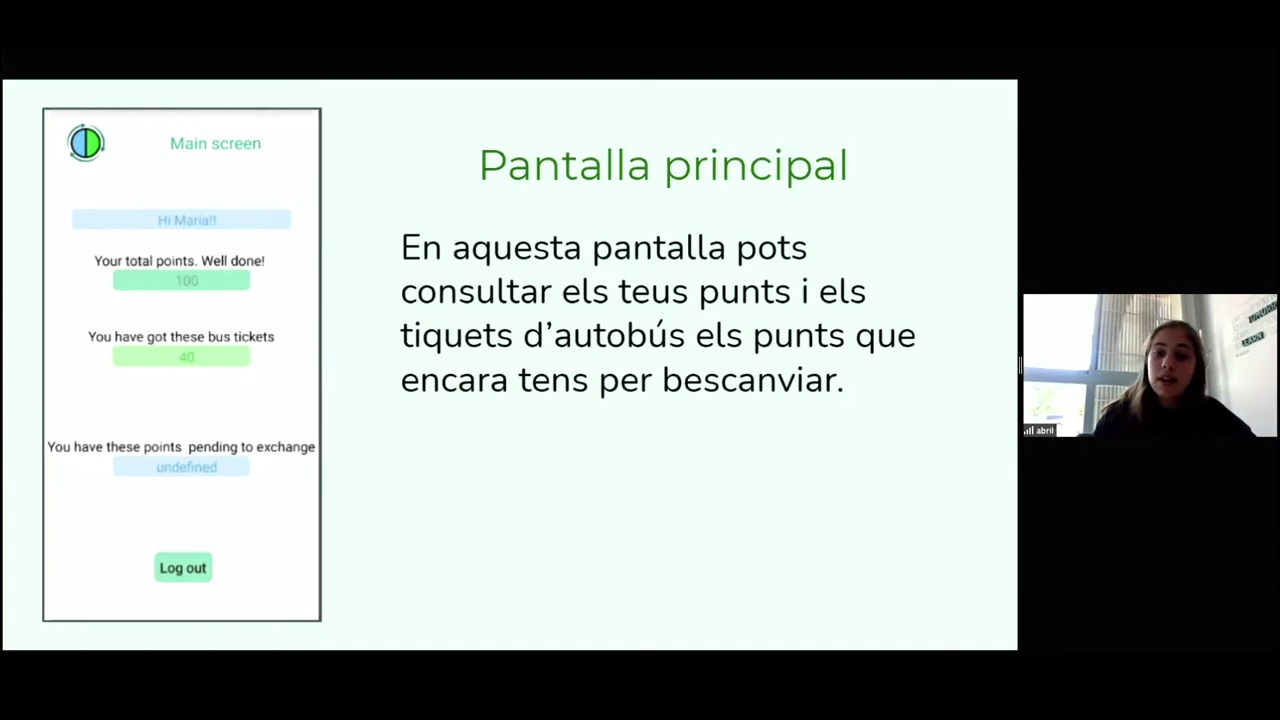 Main screen
Hi Maria!!
Your total points. Well done!
100
You have got these bus tickets
40
You have these points pending to exchange
undefined
Log out
Pantalla principal
En aquesta pantalla pots
consultar els teus punts i els
tiquets d’autobús els punts que
encara tens per bescanviar.
LEARN
abril